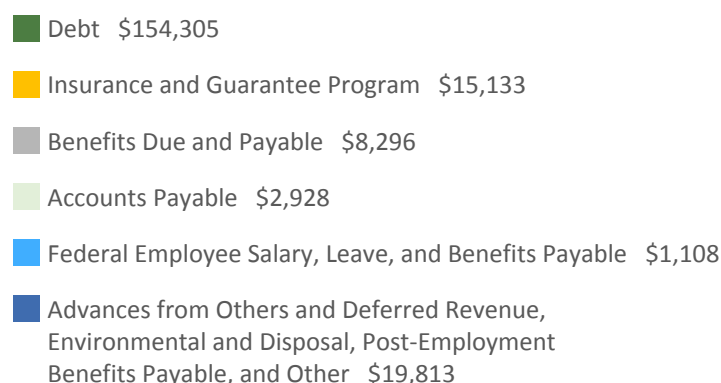 Debt $154,305
Insurance and Guarantee Program $15,133
Benefits Due and Payable $8,296
Accounts Payable $2,928
Federal Employee Salary, Leave, and Benefits Payable $1,108
Advances from Others and Deferred Revenue,
Environmental and Disposal, Post-Employment
Benefits Payable, and Other $19,813